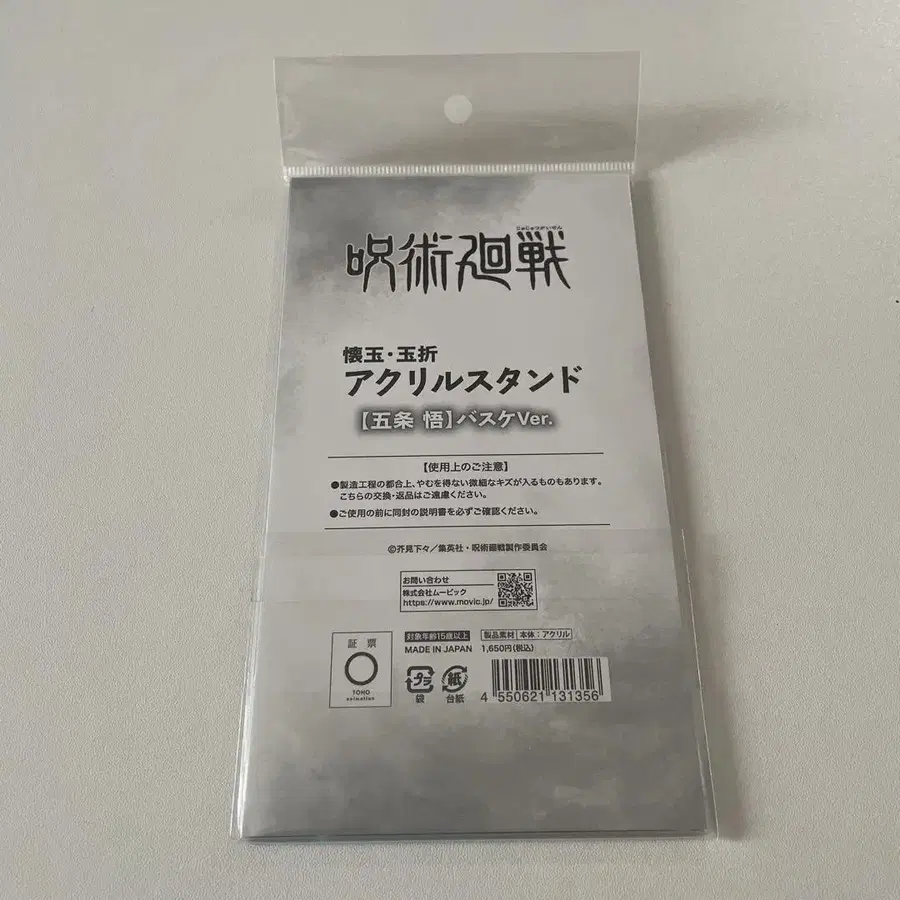 じゅじゅつかいせん
呪術廻戦
懐玉・玉折
アクリルスタンド
【五条 悟】バスケVer.
【使用上のご注意】
●製造工程の都合上、やむを得ない微細なキズが入るものもあります。
こちらの交換・返品はご遠慮ください。
●ご使用の前に同封の説明書を必ずご確認ください。
©芥見下々／集英社・呪術廻戦製作委員会
お問い合わせ
株式会社ムービック
https://www.movic.jp/
証票
TOHO
animation
対象年齢15歳以上
製品素材 本体：アクリル
MADE IN JAPAN
1,650円(税込)
プラ
袋
紙
台紙
4 550621 131356